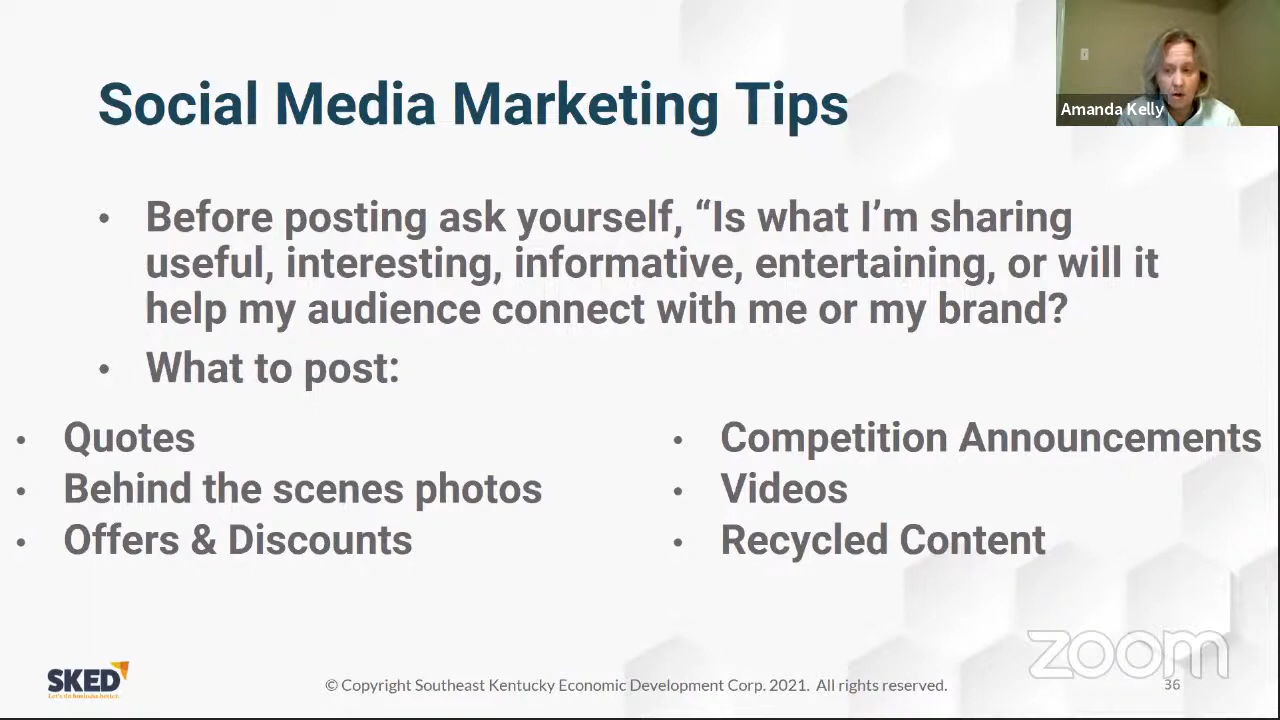 Social Media Marketing Tips
Amanda Kelly
• Before posting ask yourself, “Is what I’m sharing
useful, interesting, informative, entertaining, or will it
help my audience connect with me or my brand?
• What to post:
• Quotes
• Behind the scenes photos
• Offers & Discounts
• Competition Announcements
• Videos
• Recycled Content
SKED
Let's do business better.
© Copyright Southeast Kentucky Economic Development Corp. 2021. All rights reserved.
36
zoom